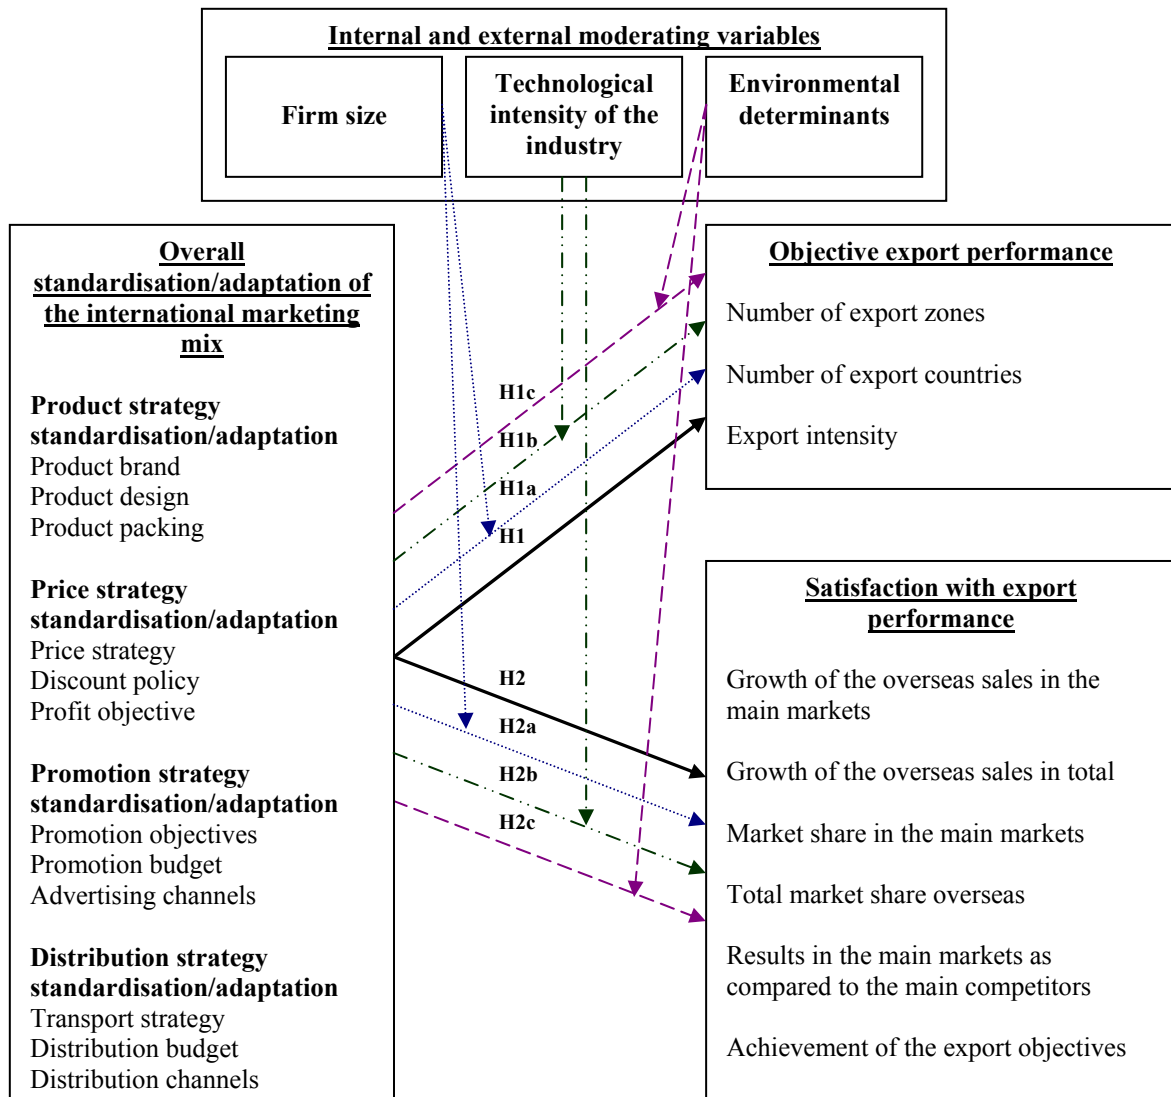 Internal and external moderating variables
Firm size
Technological
intensity of the
industry
Environmental
determinants
Overall
standardisation/adaptation of
the international marketing
mix
Product strategy
standardisation/adaptation
Product brand
Product design
Product packing
Price strategy
standardisation/adaptation
Price strategy
Discount policy
Profit objective
Promotion strategy
standardisation/adaptation
Promotion objectives
Promotion budget
Advertising channels
Distribution strategy
standardisation/adaptation
Transport strategy
Distribution budget
Distribution channels
H1c
H1b
H1a
H1
H2
H2a
H2b
H2c
Objective export performance
Number of export zones
Number of export countries
Export intensity
Satisfaction with export
performance
Growth of the overseas sales in the
main markets
Growth of the overseas sales in total
Market share in the main markets
Total market share overseas
Results in the main markets as
compared to the main competitors
Achievement of the export objectives